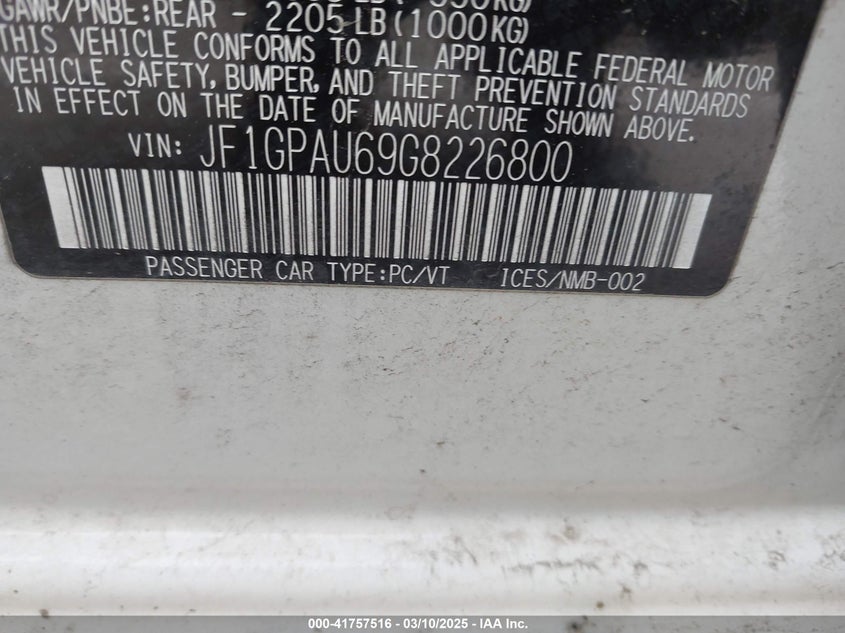 GAWR/PNBE:REAR - 2205 LB(1000KG)
THIS VEHICLE CONFORMS TO ALL APPLICABLE FEDERAL MOTOR
VEHICLE SAFETY, BUMPER, AND THEFT PREVENTION STANDARDS
IN EFFECT ON THE DATE OF MANUFACTURE SHOWN ABOVE.
VIN: JF1GPAU69G8226800
PASSENGER CAR TYPE:PC/VT ICES/NMB-002
000-41757516 — 03/10/2025 — IAA Inc.